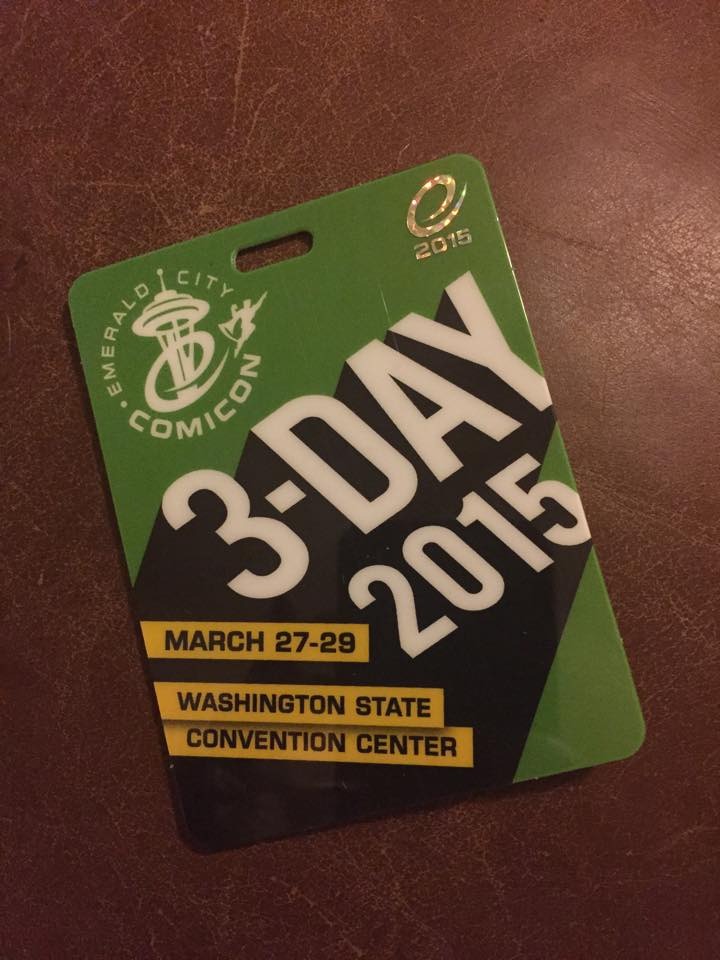 EMERALD CITY
COMICON
2015
3-DAY
2015
MARCH 27-29
WASHINGTON STATE
CONVENTION CENTER